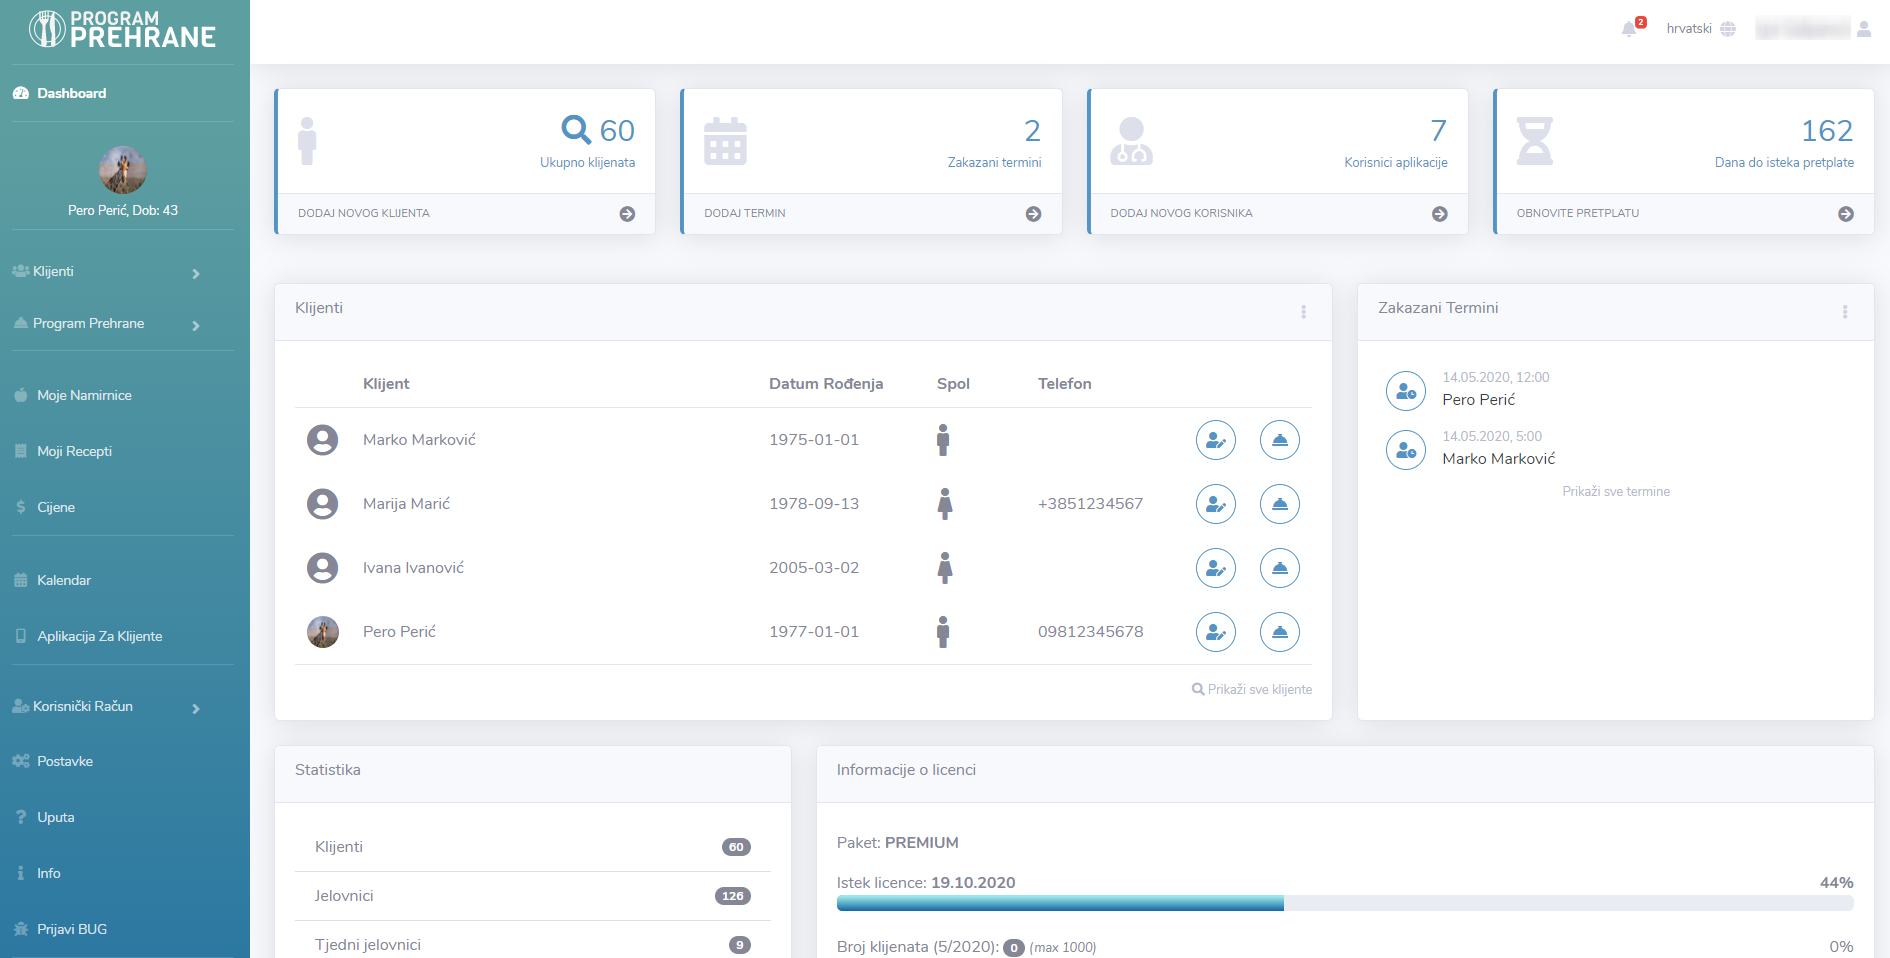 PROGRAM
PREHRANE
Dashboard
Pero Perić, Dob: 43
Klijenti
Program Prehrane
Moje Namirnice
Moji Recepti
$ Cijene
Kalendar
Aplikacija Za Klijente
Korisnički Račun
Postavke
? Uputa
i Info
Prijavi BUG
2
hrvatski
60
Ukupno klijenata
DODAJ NOVOG KLIJENTA
2
Zakazani termini
DODAJ TERMIN
7
Korisnici aplikacije
DODAJ NOVOG KORISNIKA
162
Dana do isteka pretplate
OBNOVITE PRETPLATU
Klijenti
Klijent Datum Rođenja Spol Telefon
Marko Marković 1975-01-01
Marija Marić 1978-09-13 +3851234567
Ivana Ivanović 2005-03-02
Pero Perić 1977-01-01 09812345678
Prikaži sve klijente
Zakazani Termini
14.05.2020, 12:00
Pero Perić
14.05.2020, 5:00
Marko Marković
Prikaži sve termine
Statistika
Klijenti 60
Jelovnici 126
Tjedni jelovnici 9
Informacije o licenci
Paket: PREMIUM
Istek licence: 19.10.2020 44%
Broj klijenata (5/2020): 0 (max 1000) 0%